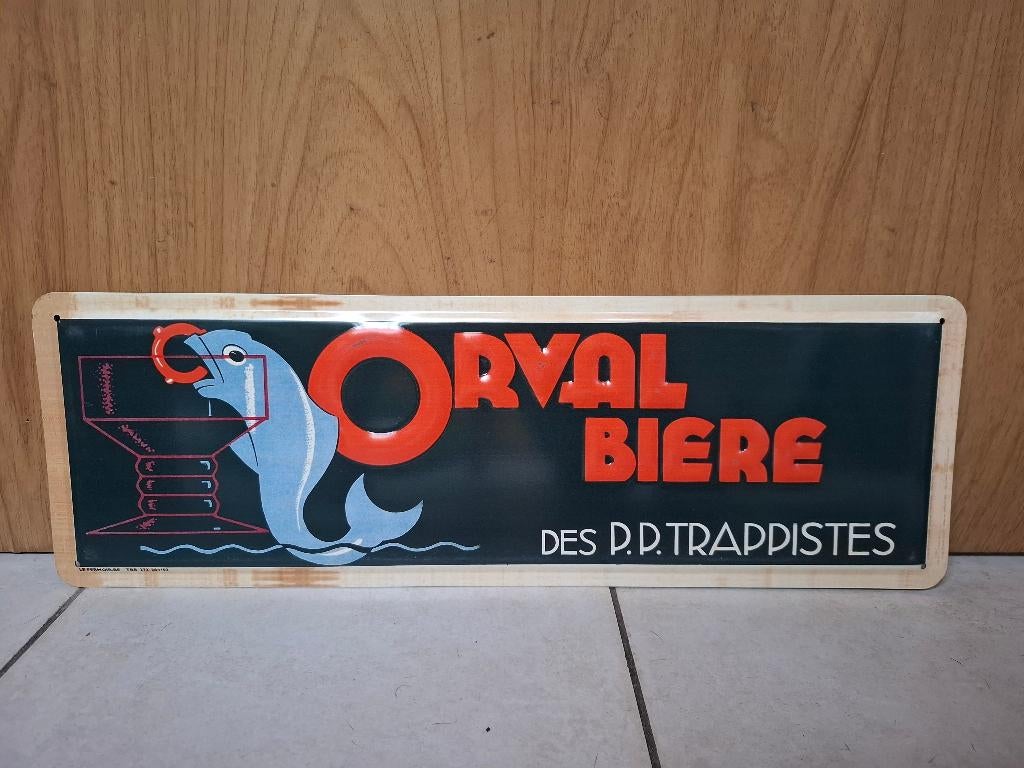 ORVAL
BIERE
DES P.P. TRAPPISTES